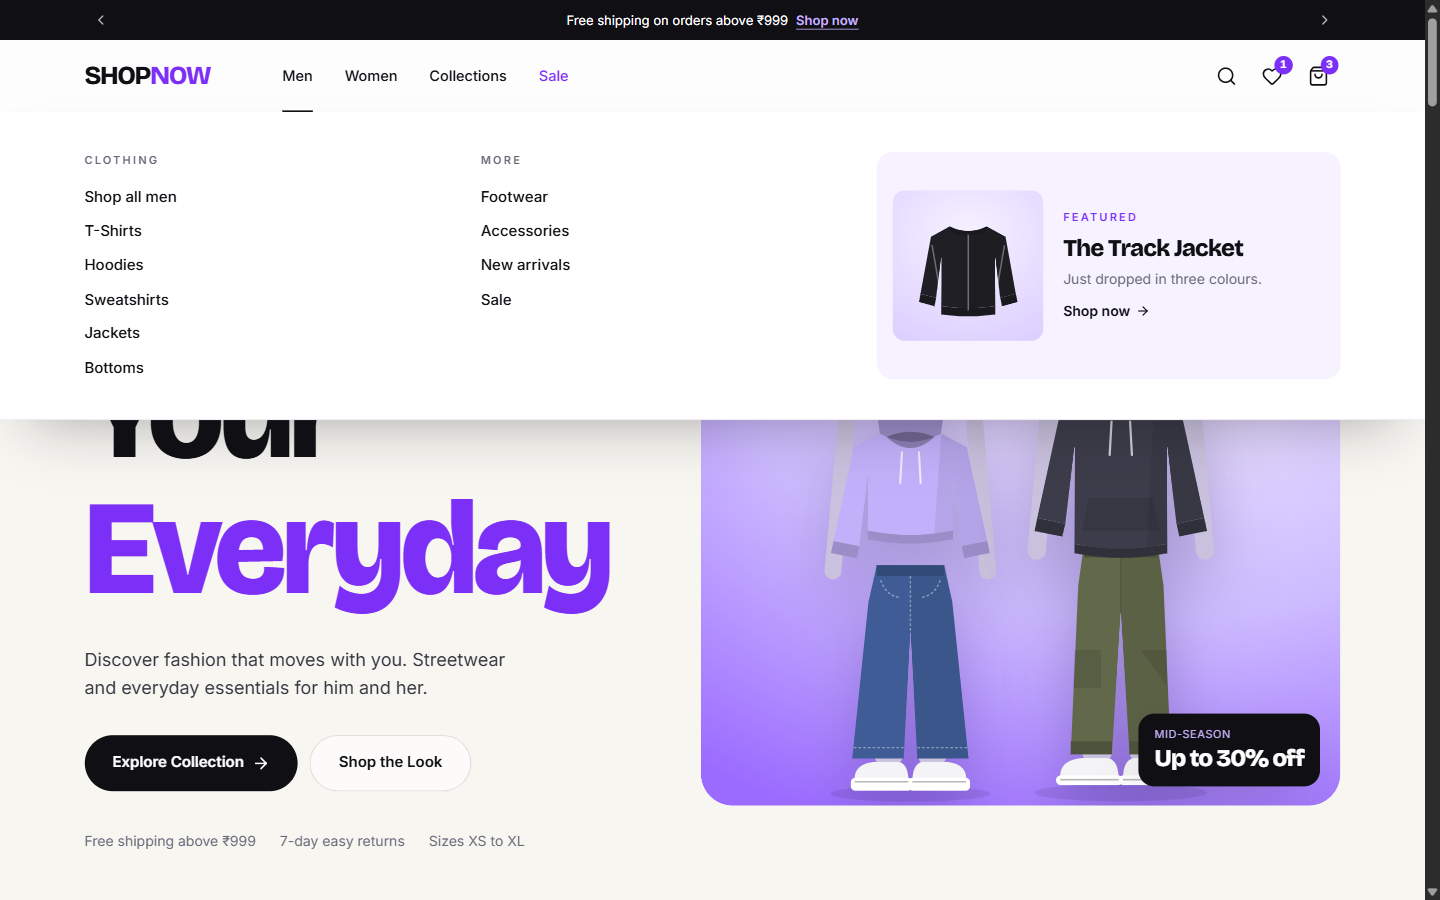 Free shipping on orders above ₹999 Shop now
SHOPNOW
Men Women Collections Sale
1 3
CLOTHING
Shop all men
T-Shirts
Hoodies
Sweatshirts
Jackets
Bottoms
MORE
Footwear
Accessories
New arrivals
Sale
FEATURED
The Track Jacket
Just dropped in three colours.
Shop now
Your
Everyday
Discover fashion that moves with you. Streetwear
and everyday essentials for him and her.
Explore Collection
Shop the Look
Free shipping above ₹999 7-day easy returns Sizes XS to XL
MID-SEASON
Up to 30% off